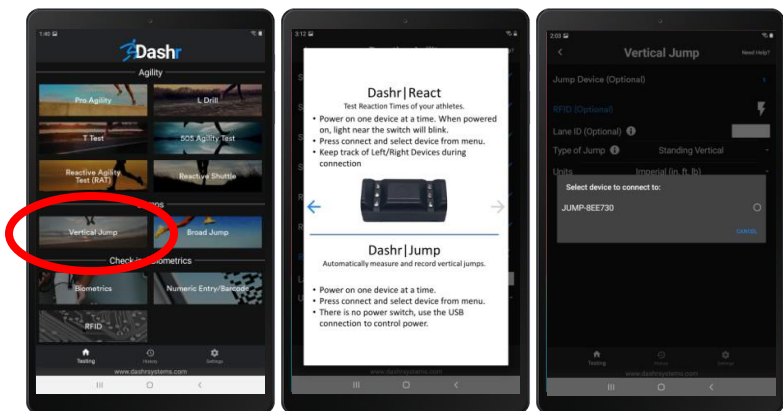 1:40
Dashr
Agility
Pro Agility
L Drill
T Test
505 Agility Test
Reactive Agility
Test (RAT)
Reactive Shuttle
Vertical Jump
Broad Jump
Biometrics
Numeric Entry/Barcode
RFID
Testing
History
Settings
www.dashrsystems.com
3:12
Dashr|React
Test Reaction Times of your athletes.
• Power on one device at a time. When powered
on, light near the switch will blink.
• Press connect and select device from menu.
• Keep track of Left/Right Devices during
connection
Dashr|Jump
Automatically measure and record vertical jumps.
• Power on one device at a time.
• Press connect and select device from menu.
• There is no power switch, use the USB
connection to control power.
www.dashrsystems.com
2:03
Vertical Jump
Need Help?
Jump Device (Optional)
RFID (Optional)
Lane ID (Optional)
Type of Jump
Standing Vertical
Units
Imperial (in, ft, lb)
Select device to connect to:
JUMP-8EE730
CANCEL
Testing
History
Settings
www.dashrsystems.com